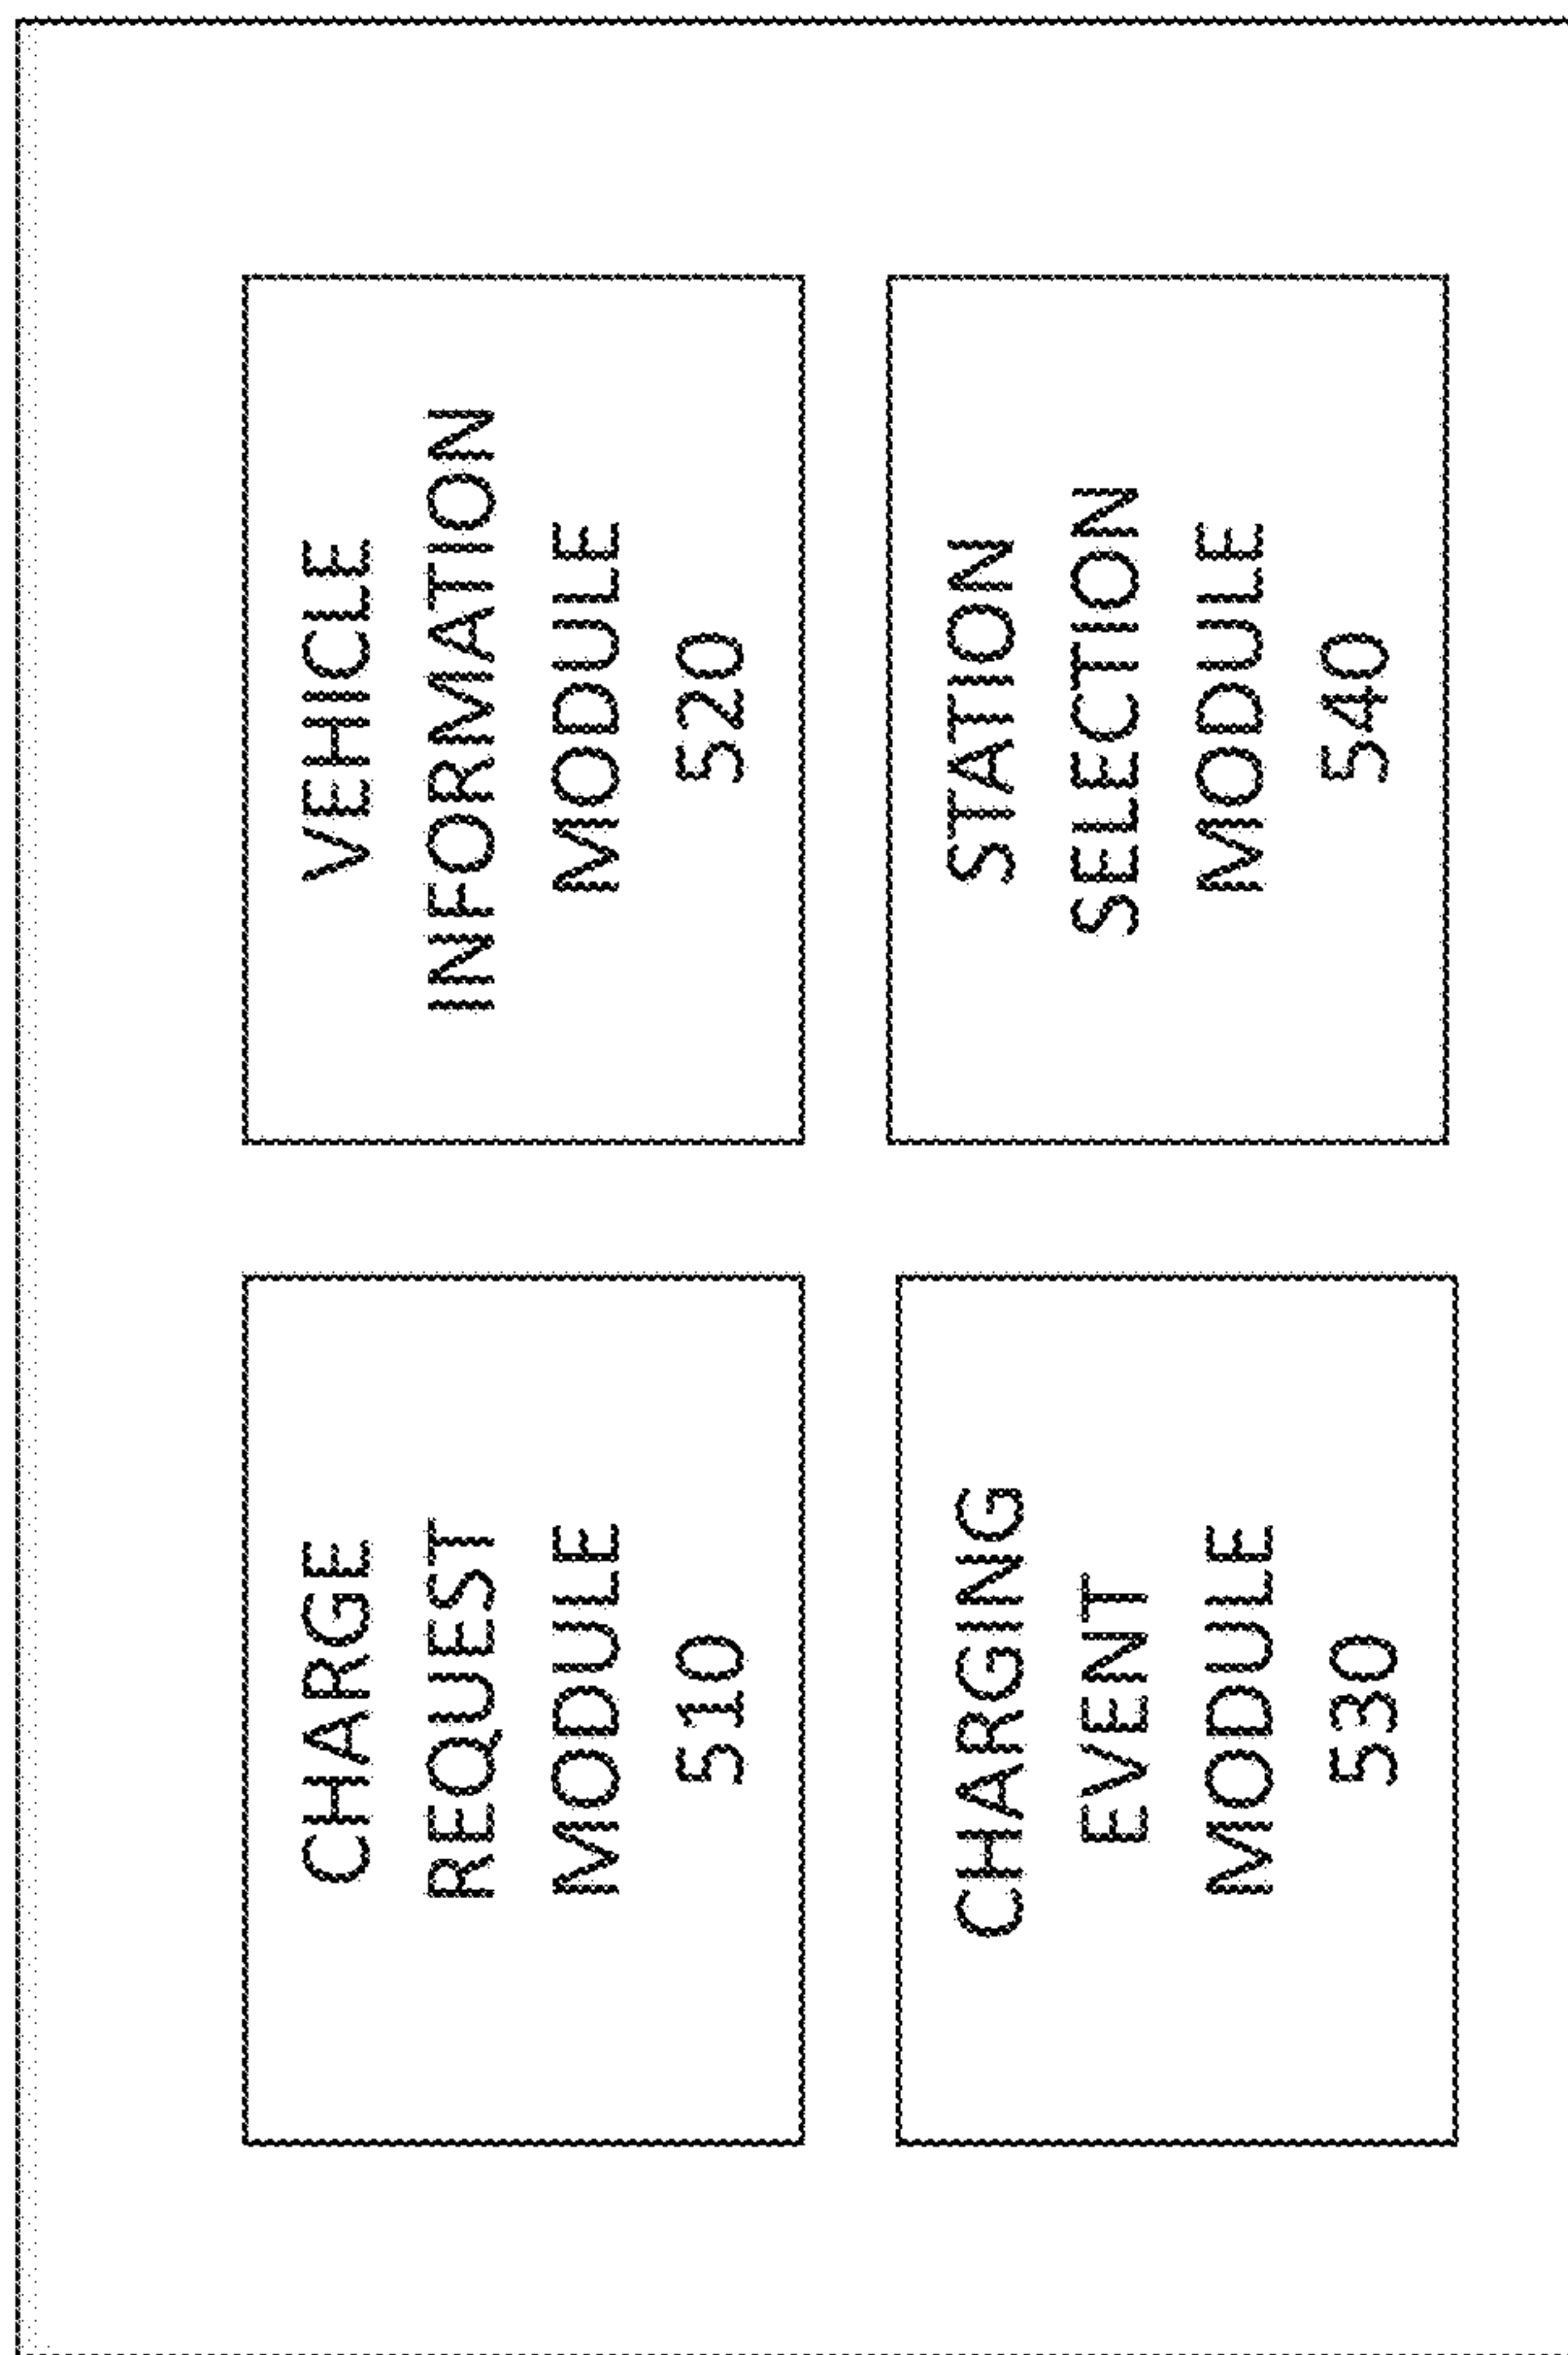 CHARGE
REQUEST
MODULE
510
VEHICLE
INFORMATION
MODULE
520
CHARGING
EVENT
MODULE
530
STATION
SELECTION
MODULE
540